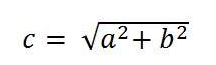 c = √(a² + b²)